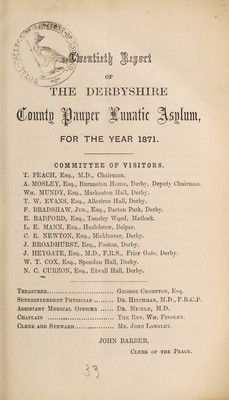 Twentieth Report
OF
THE DERBYSHIRE
County Pauper Lunatic Asylum,
FOR THE YEAR 1871.
COMMITTEE OF VISITORS.
T. PEACH, Esq., M.D., Chairman.
A. MOSLEY, Esq., Burnaston House, Derby, Deputy Chairman.
Wm. MUNDY, Esq., Markeaton Hall, Derby.
T. W. EVANS, Esq., Allestree Hall, Derby.
F. BRADSHAW, Jun., Esq., Barton Park, Derby.
E. RADFORD, Esq., Tansley Wood, Matlock.
L. E. MANN, Esq., Hazlebrow, Belper.
C. E. NEWTON, Esq., Mickleover, Derby.
J. BROADHURST, Esq., Foston, Derby.
J. HEYGATE, Esq., M.D., F.R.S., Friar Gate, Derby.
W. T. COX, Esq., Spondon Hall, Derby.
N. C. CURZON, Esq., Etwall Hall, Derby.
Treasurer ........ George Crompton, Esq.
Superintendent Physician ........ Dr. Hitchman, M.D., F.R.C.P.
Assistant Medical Officer ...... Dr. M.D.
Chaplain ........ The Rev. Wm. Findley.
Clerk and Steward ........ Mr. John Langley.
JOHN BARBER,
Clerk of the Peace.
33